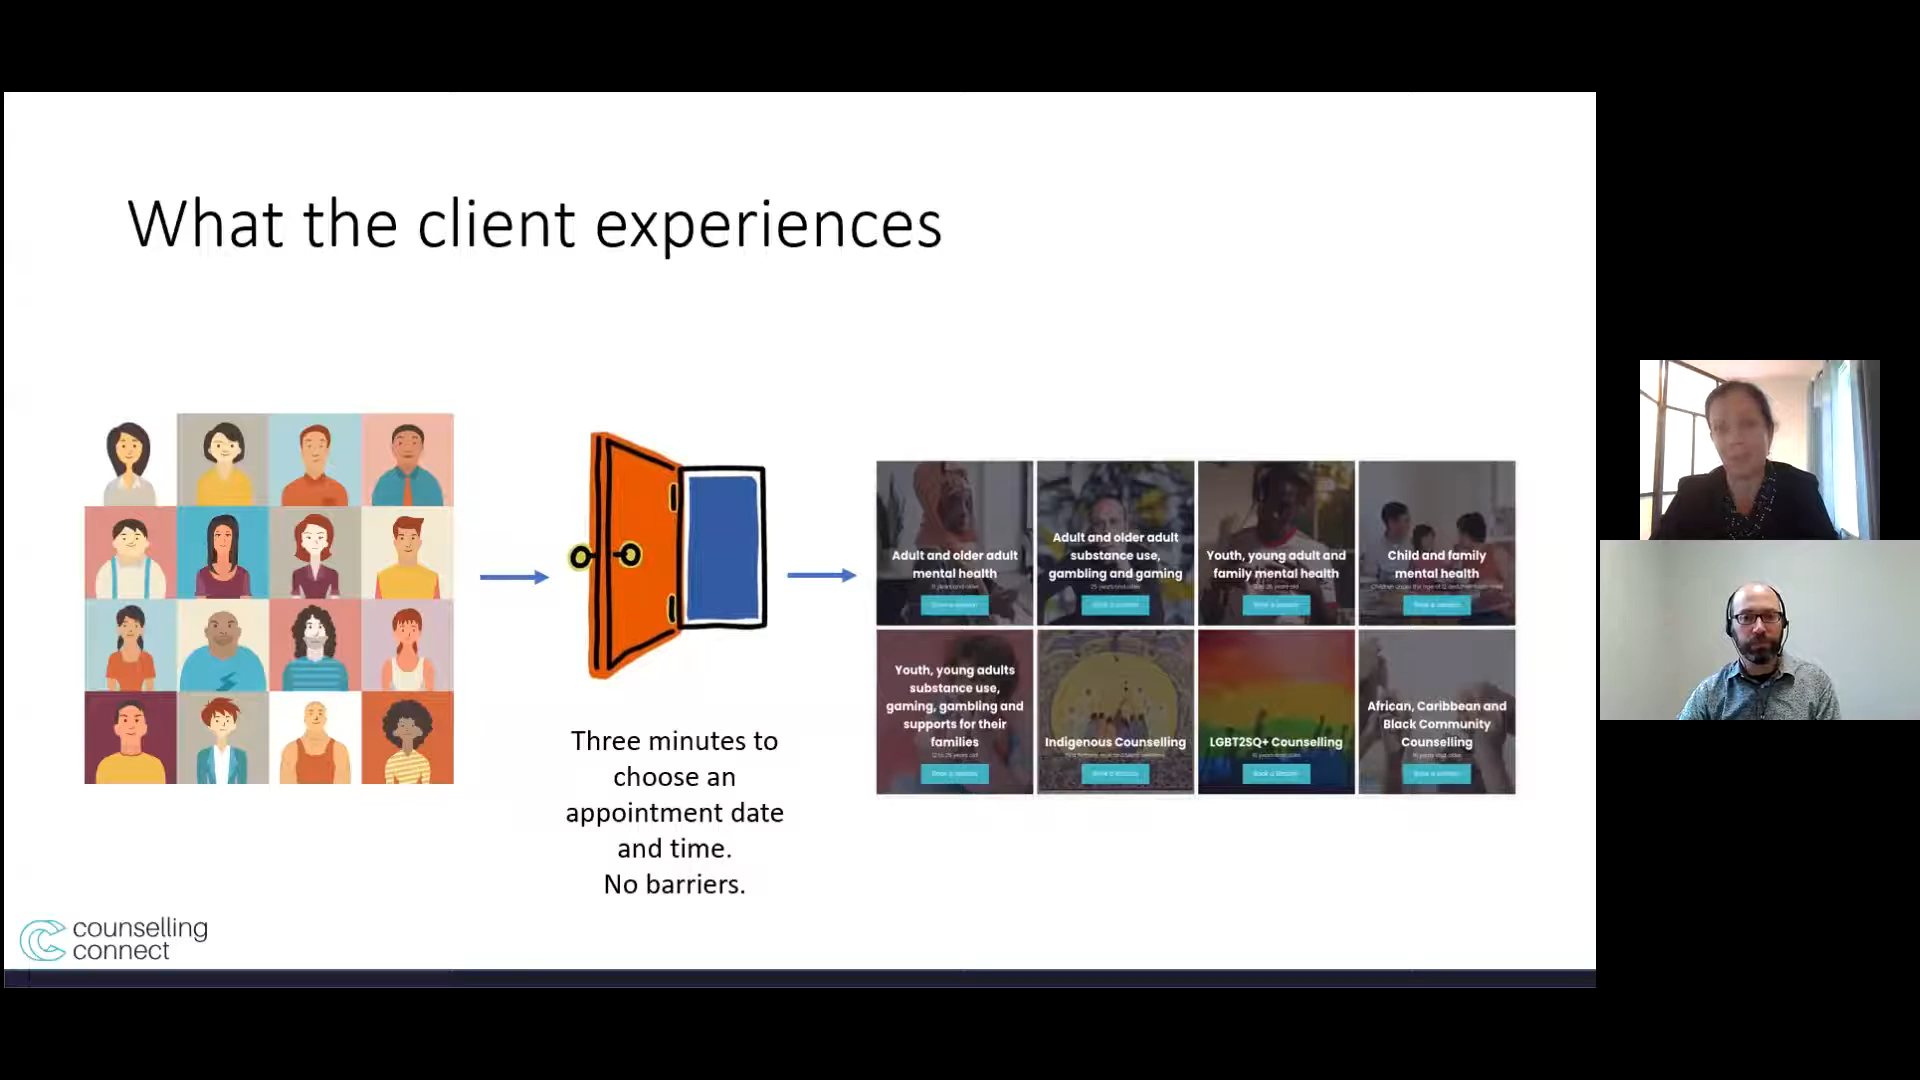 What the client experiences
Three minutes to
choose an
appointment date
and time.
No barriers.
Adult and older adult
mental health
Adult and older adult
substance use,
gambling and gaming
Youth, young adult and
family mental health
Child and family
mental health
Youth, young adults
substance use,
gaming, gambling and
supports for their
families
Indigenous Counselling
LGBT2SQ+ Counselling
African, Caribbean and
Black Community
Counselling
counselling
connect